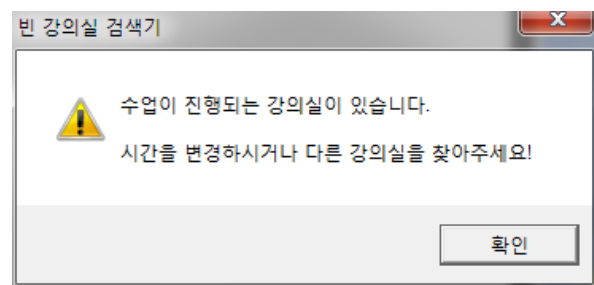 빈 강의실 검색기
수업이 진행되는 강의실이 있습니다.
시간을 변경하시거나 다른 강의실을 찾아주세요!
확인